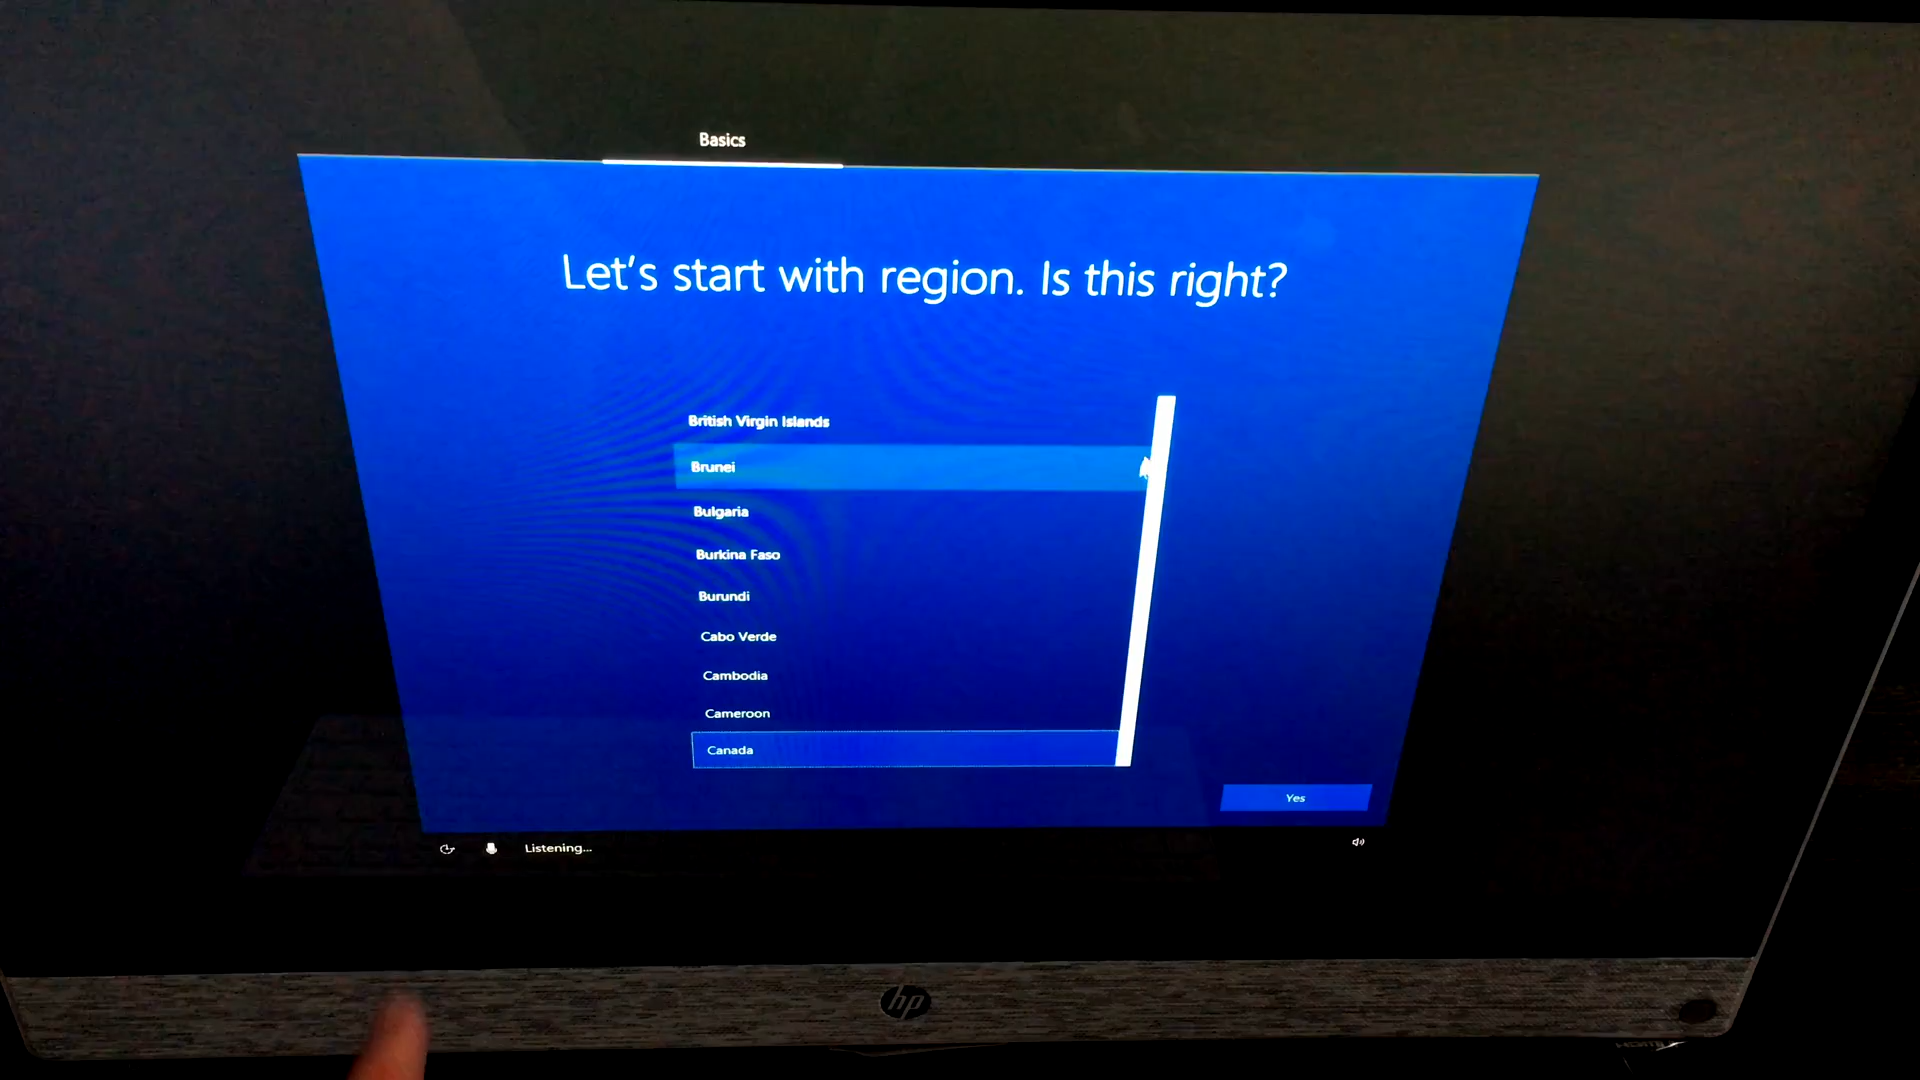 Basics
Let's start with region. Is this right?
British Virgin Islands
Brunei
Bulgaria
Burkina Faso
Burundi
Cabo Verde
Cambodia
Cameroon
Canada
Yes
Listening...
hp